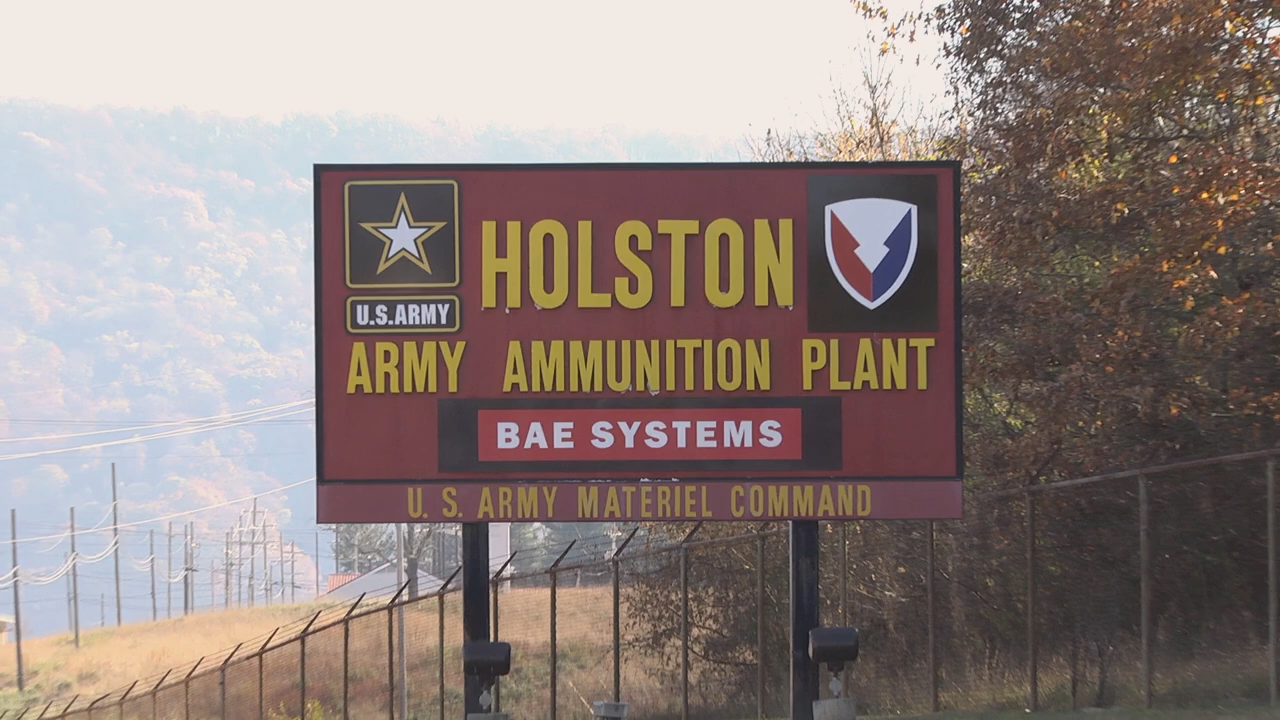 HOLSTON
U.S.ARMY
ARMY AMMUNITION PLANT
BAE SYSTEMS
U. S. ARMY MATERIEL COMMAND